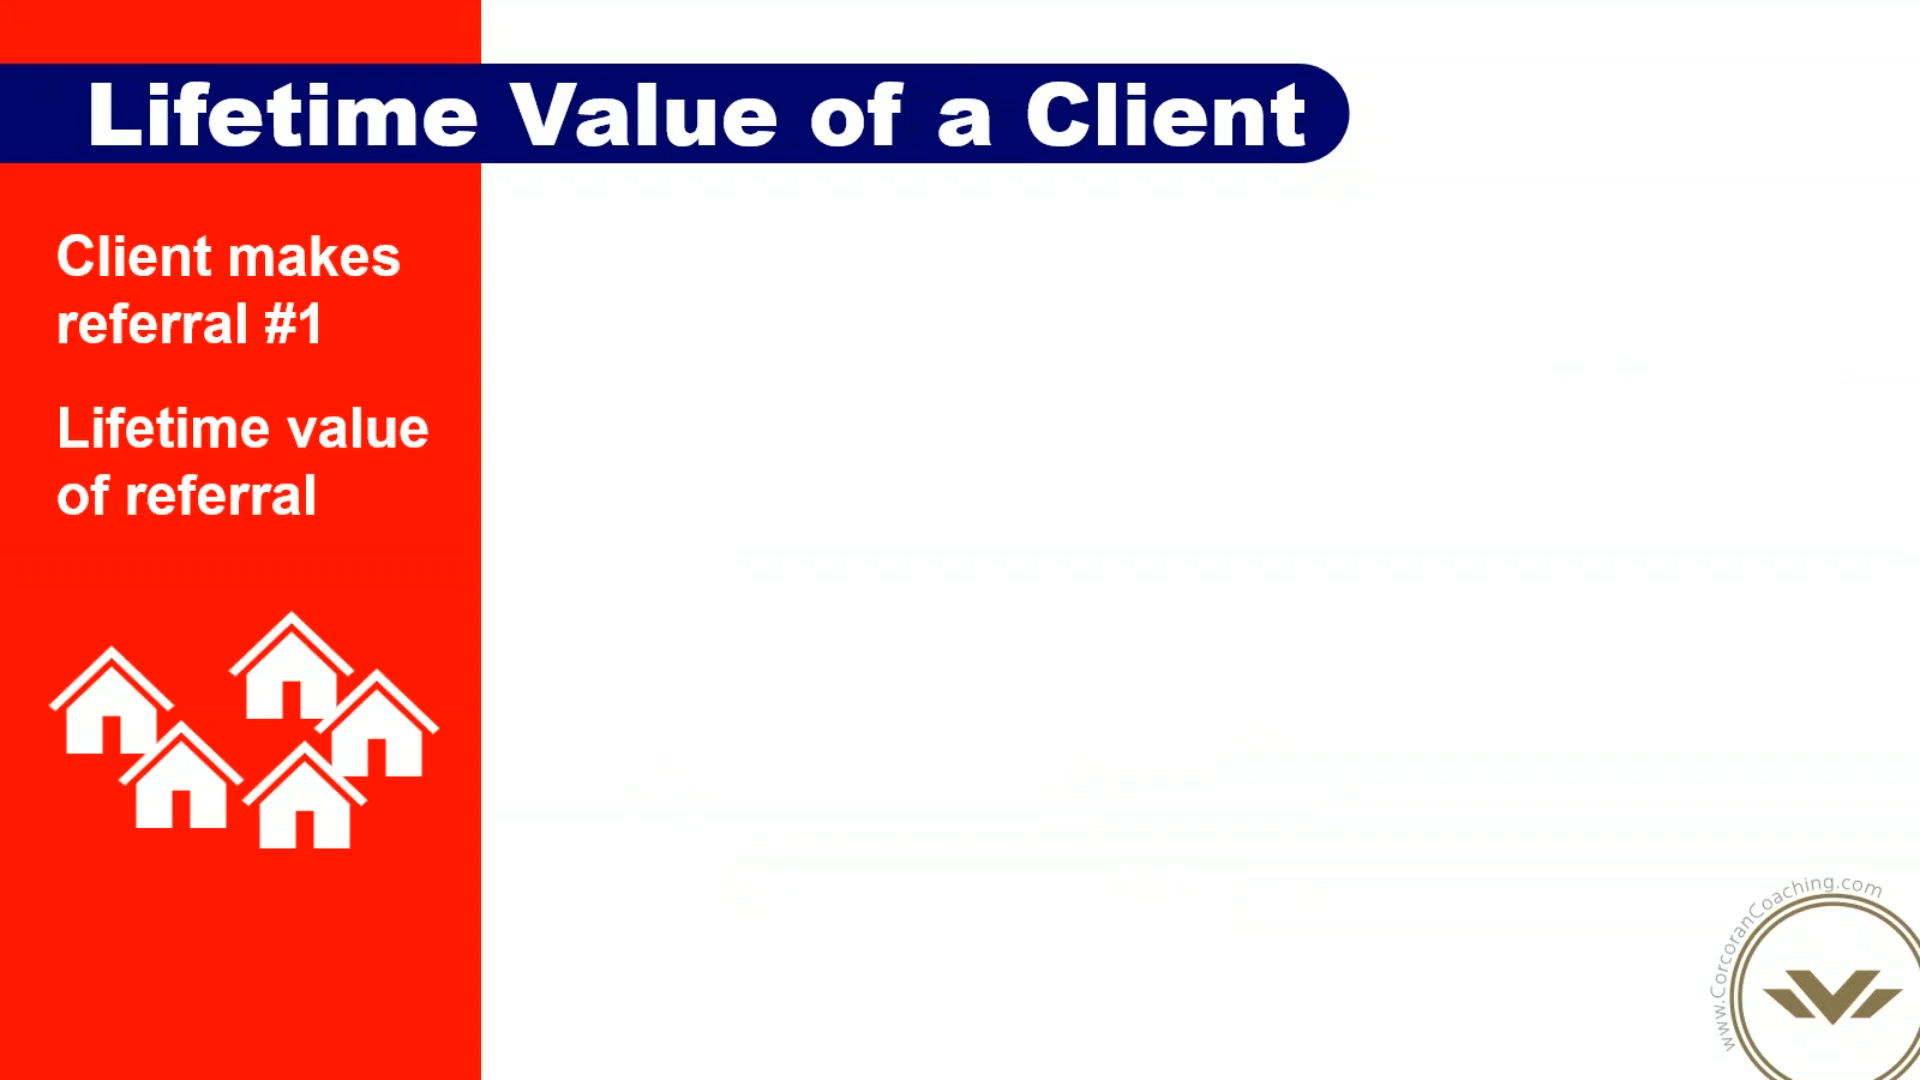 Lifetime Value of a Client
Client makes
referral #1
Lifetime value
of referral
www.CorcoranCoaching.com